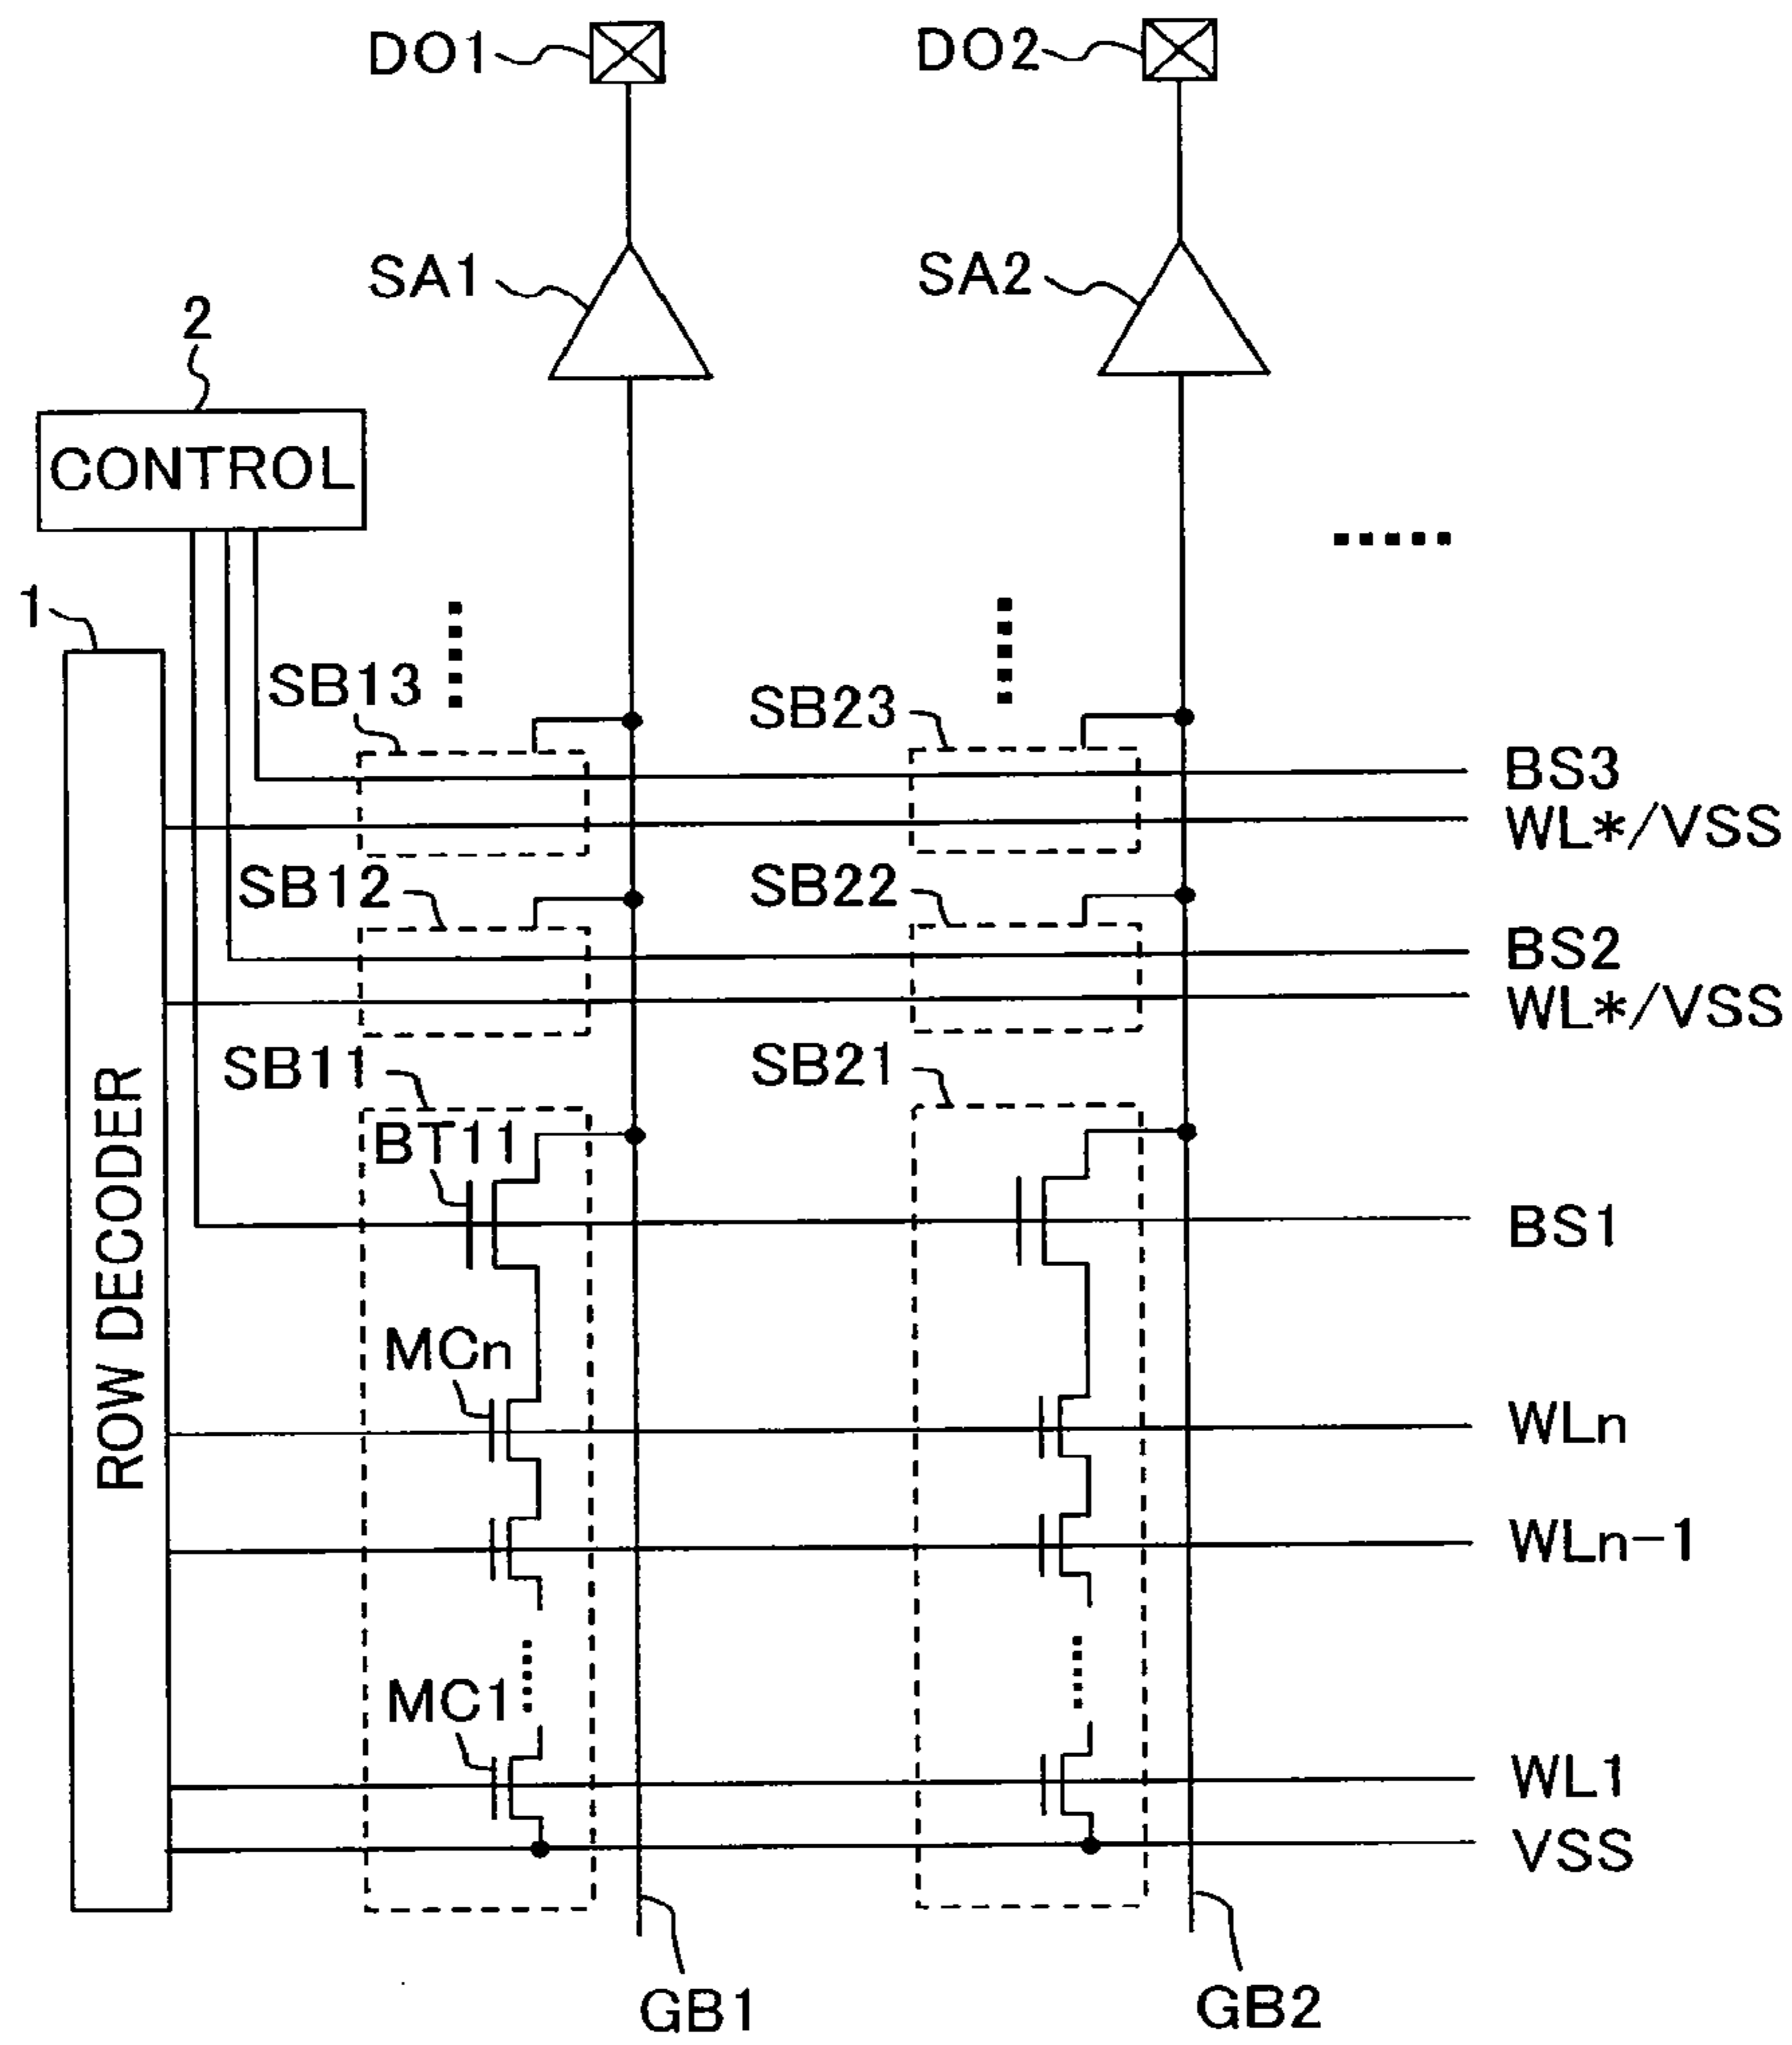 DO1
DO2
SA1
SA2
2
CONTROL
1
SB13
SB23
BS3
WL*/VSS
SB12
SB22
BS2
WL*/VSS
SB11
SB21
BT11
BS1
ROW DECODER
MCn
WLn
WLn-1
MC1
WL1
VSS
GB1
GB2